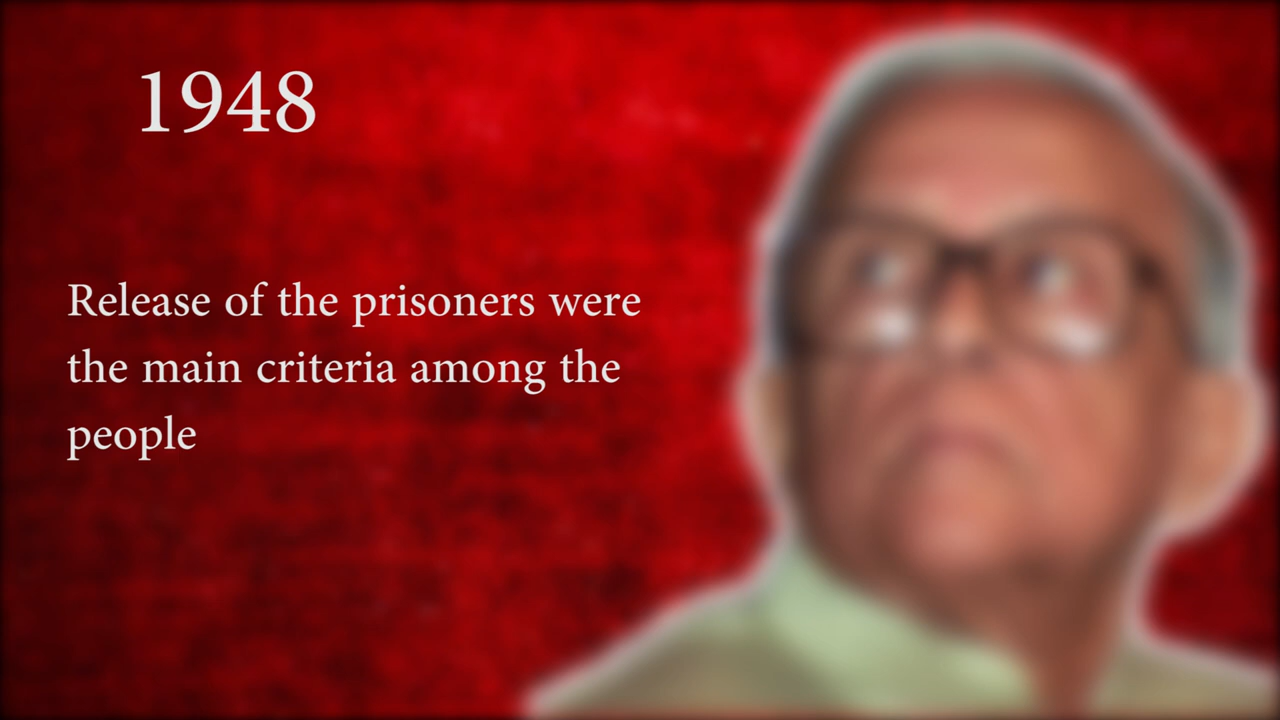 1948
Release of the prisoners were
the main criteria among the
people